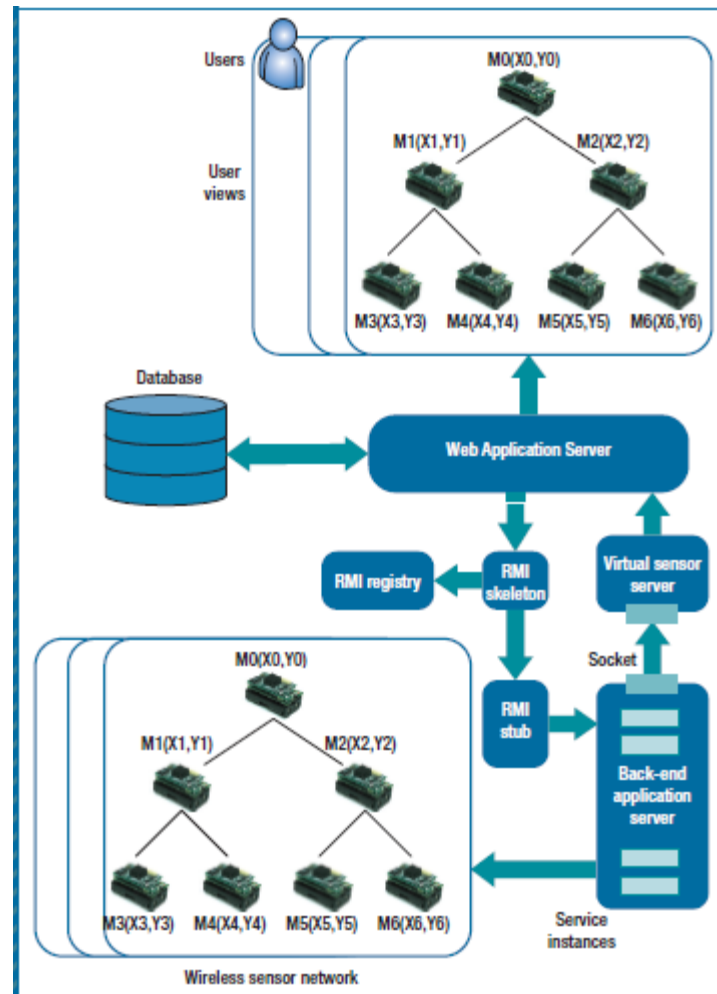 Users
M0(X0,Y0)
M1(X1,Y1)
M2(X2,Y2)
User
views
M3(X3,Y3)
M4(X4,Y4)
M5(X5,Y5)
M6(X6,Y6)
Database
Web Application Server
RMI registry
RMI
skeleton
Virtual sensor
server
Socket
M0(X0,Y0)
RMI
stub
M1(X1,Y1)
M2(X2,Y2)
Back-end
application
server
M3(X3,Y3)
M4(X4,Y4)
M5(X5,Y5)
M6(X6,Y6)
Service
instances
Wireless sensor network